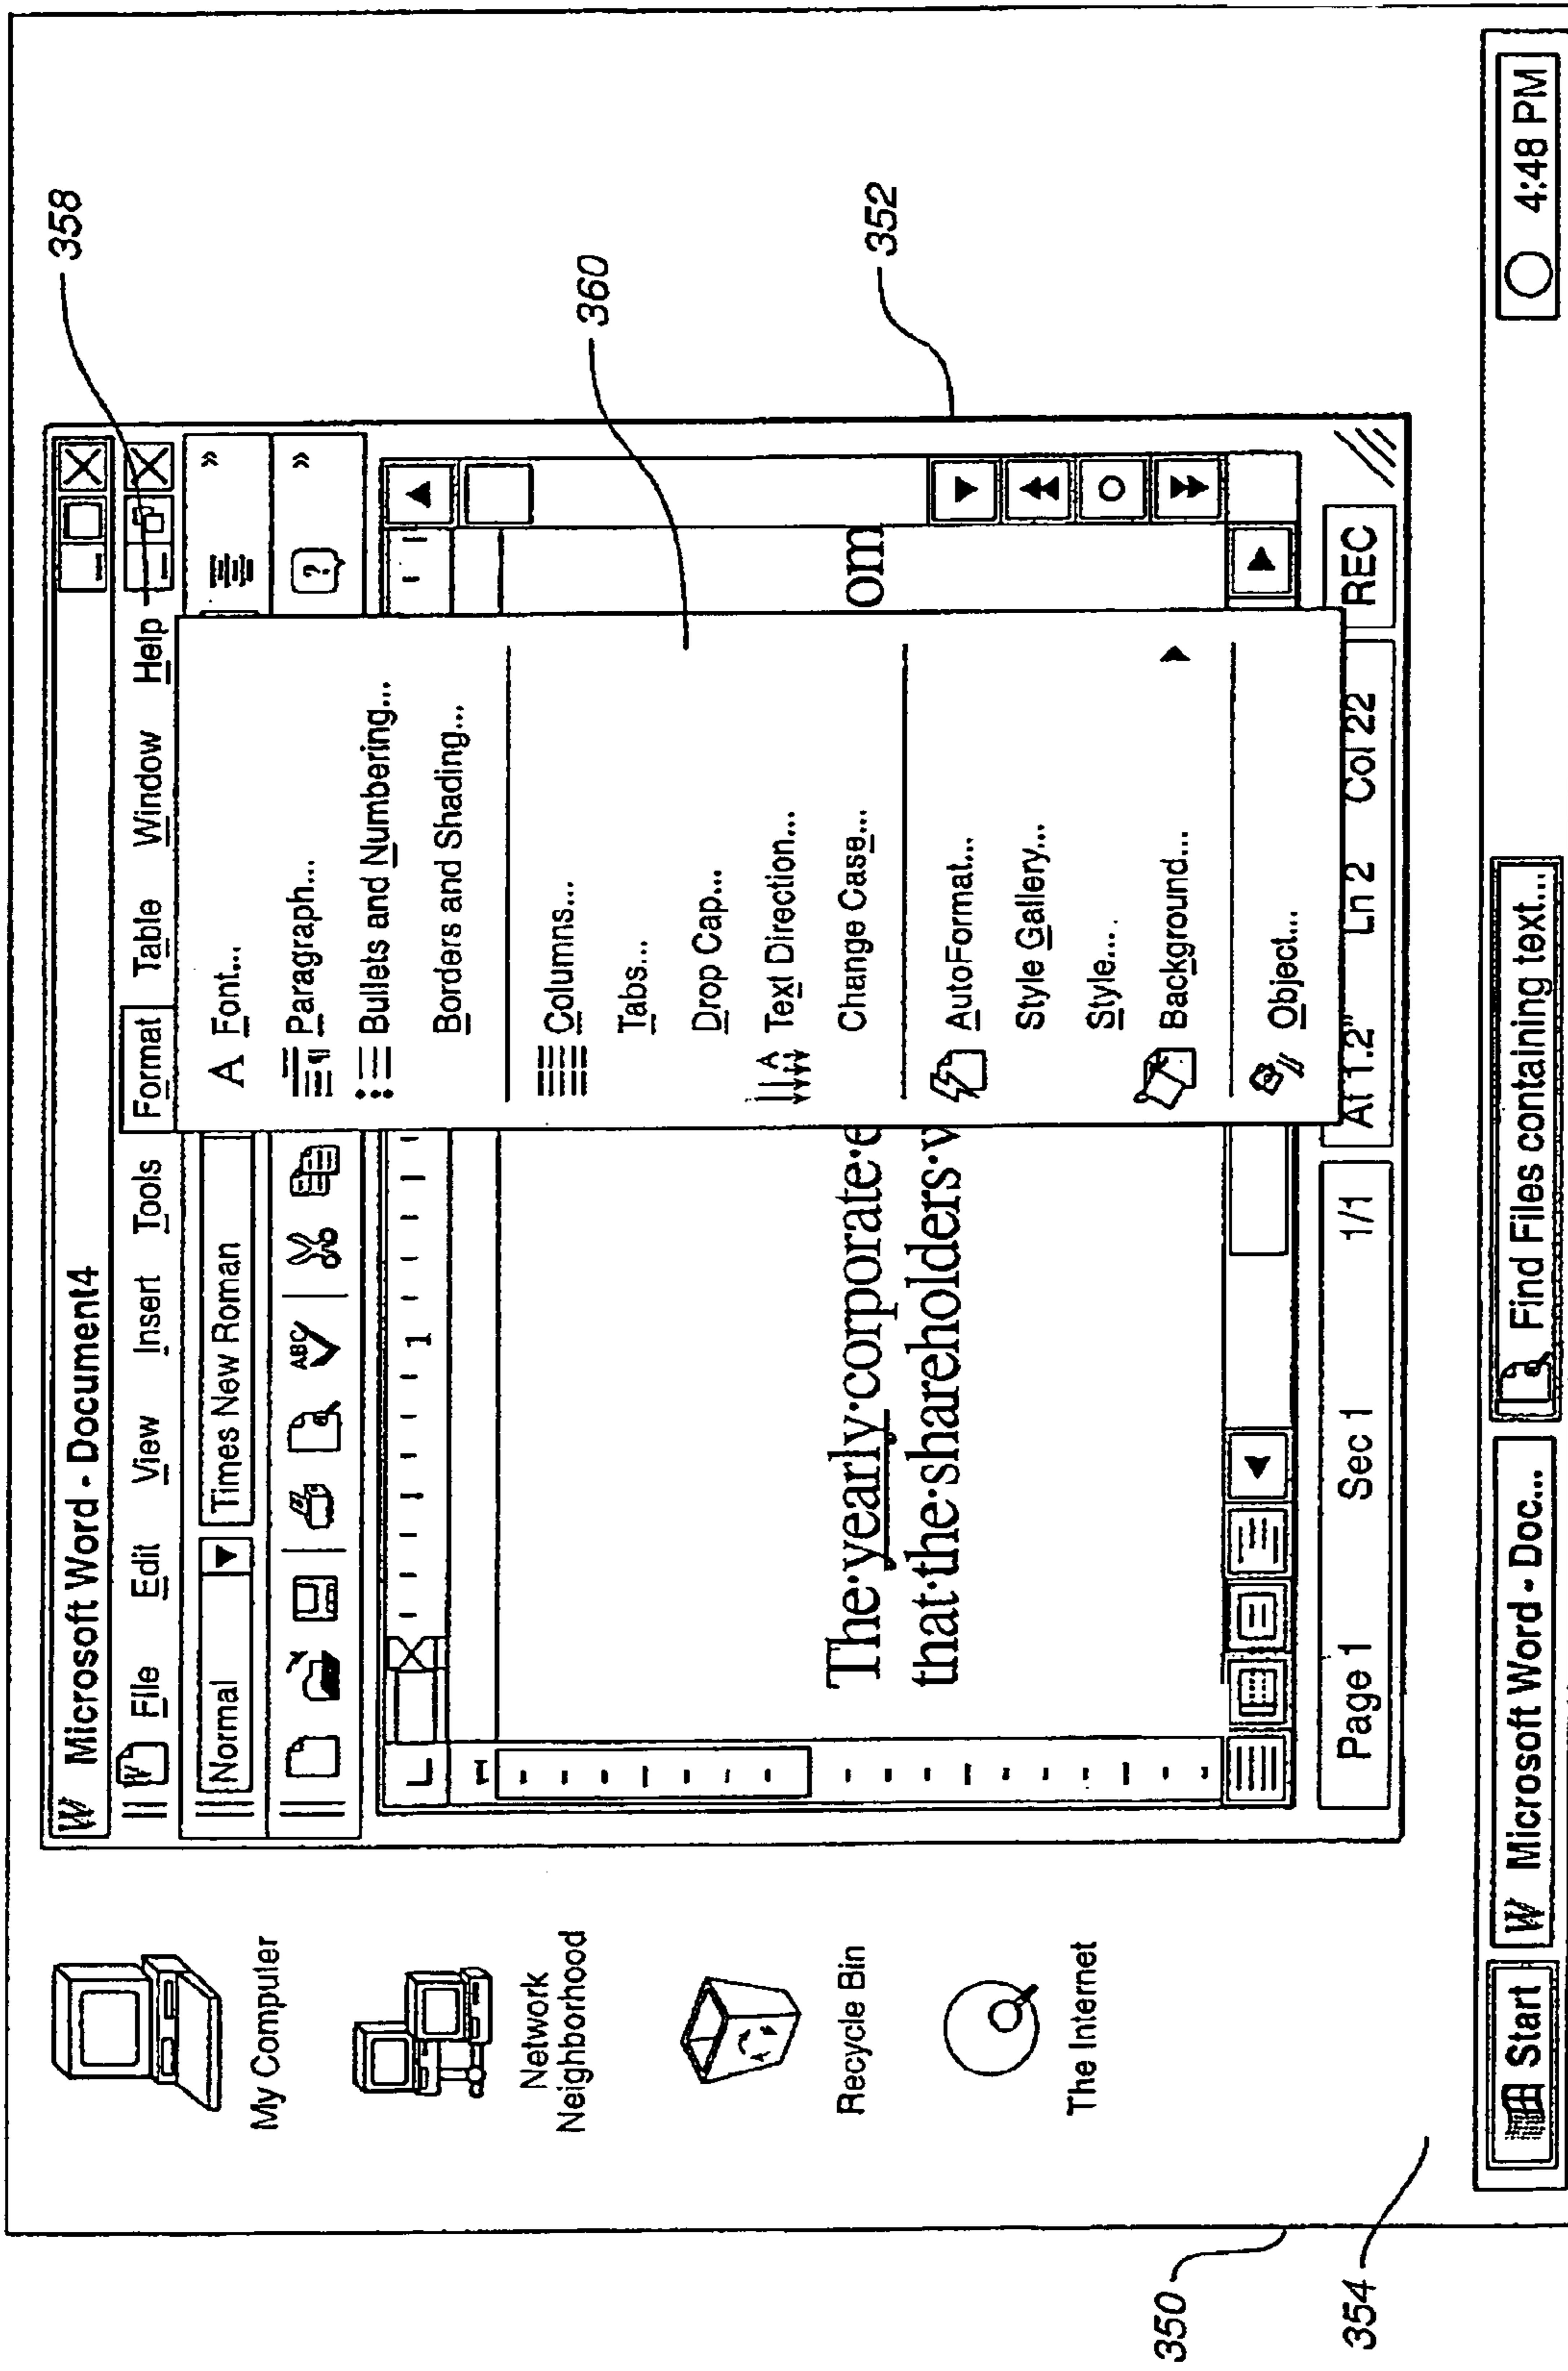 W Microsoft Word - Document4
File Edit View Insert Tools Format Table Window Help
Normal Times New Roman »
ABC ? »
L 1
A Font...
Paragraph...
Bullets and Numbering...
Borders and Shading...
Columns...
Tabs...
Drop Cap...
Text Direction...
Change Case...
AutoFormat...
Style Gallery...
Style...
Background...
Object...
The·yearly·corporate·e om
that·the·shareholders·v
Page 1 Sec 1 1/1 At 1.2" Ln 2 Col 22 REC
My Computer
Network
Neighborhood
Recycle Bin
The Internet
Start W Microsoft Word - Doc... Find Files containing text... 4:48 PM
358
360
352
350
354